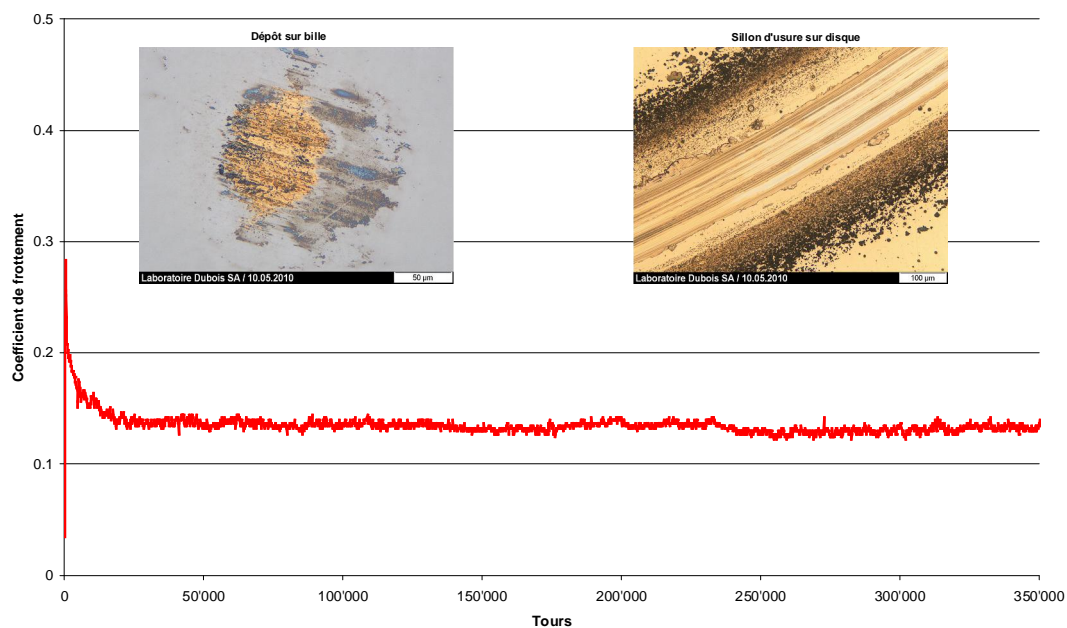 0.5
Dépôt sur bille
Sillon d'usure sur disque
0.4
0.3
Laboratoire Dubois SA / 10.05.2010
50 µm
Laboratoire Dubois SA / 10.05.2010
100 µm
Coefficient de frottement
0.2
0.1
0
0
50'000
100'000
150'000
200'000
250'000
300'000
350'000
Tours